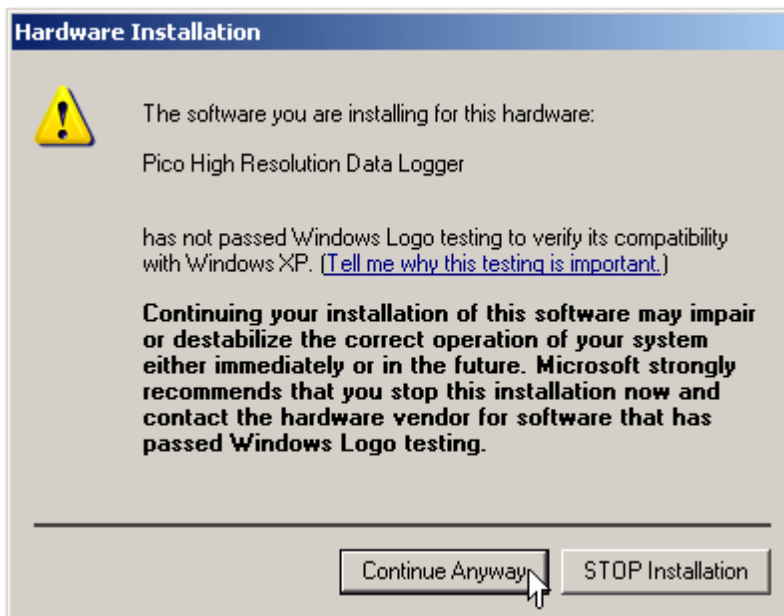 Hardware Installation
The software you are installing for this hardware:
Pico High Resolution Data Logger
has not passed Windows Logo testing to verify its compatibility
with Windows XP. (Tell me why this testing is important.)
Continuing your installation of this software may impair
or destabilize the correct operation of your system
either immediately or in the future. Microsoft strongly
recommends that you stop this installation now and
contact the hardware vendor for software that has
passed Windows Logo testing.
Continue Anyway
STOP Installation